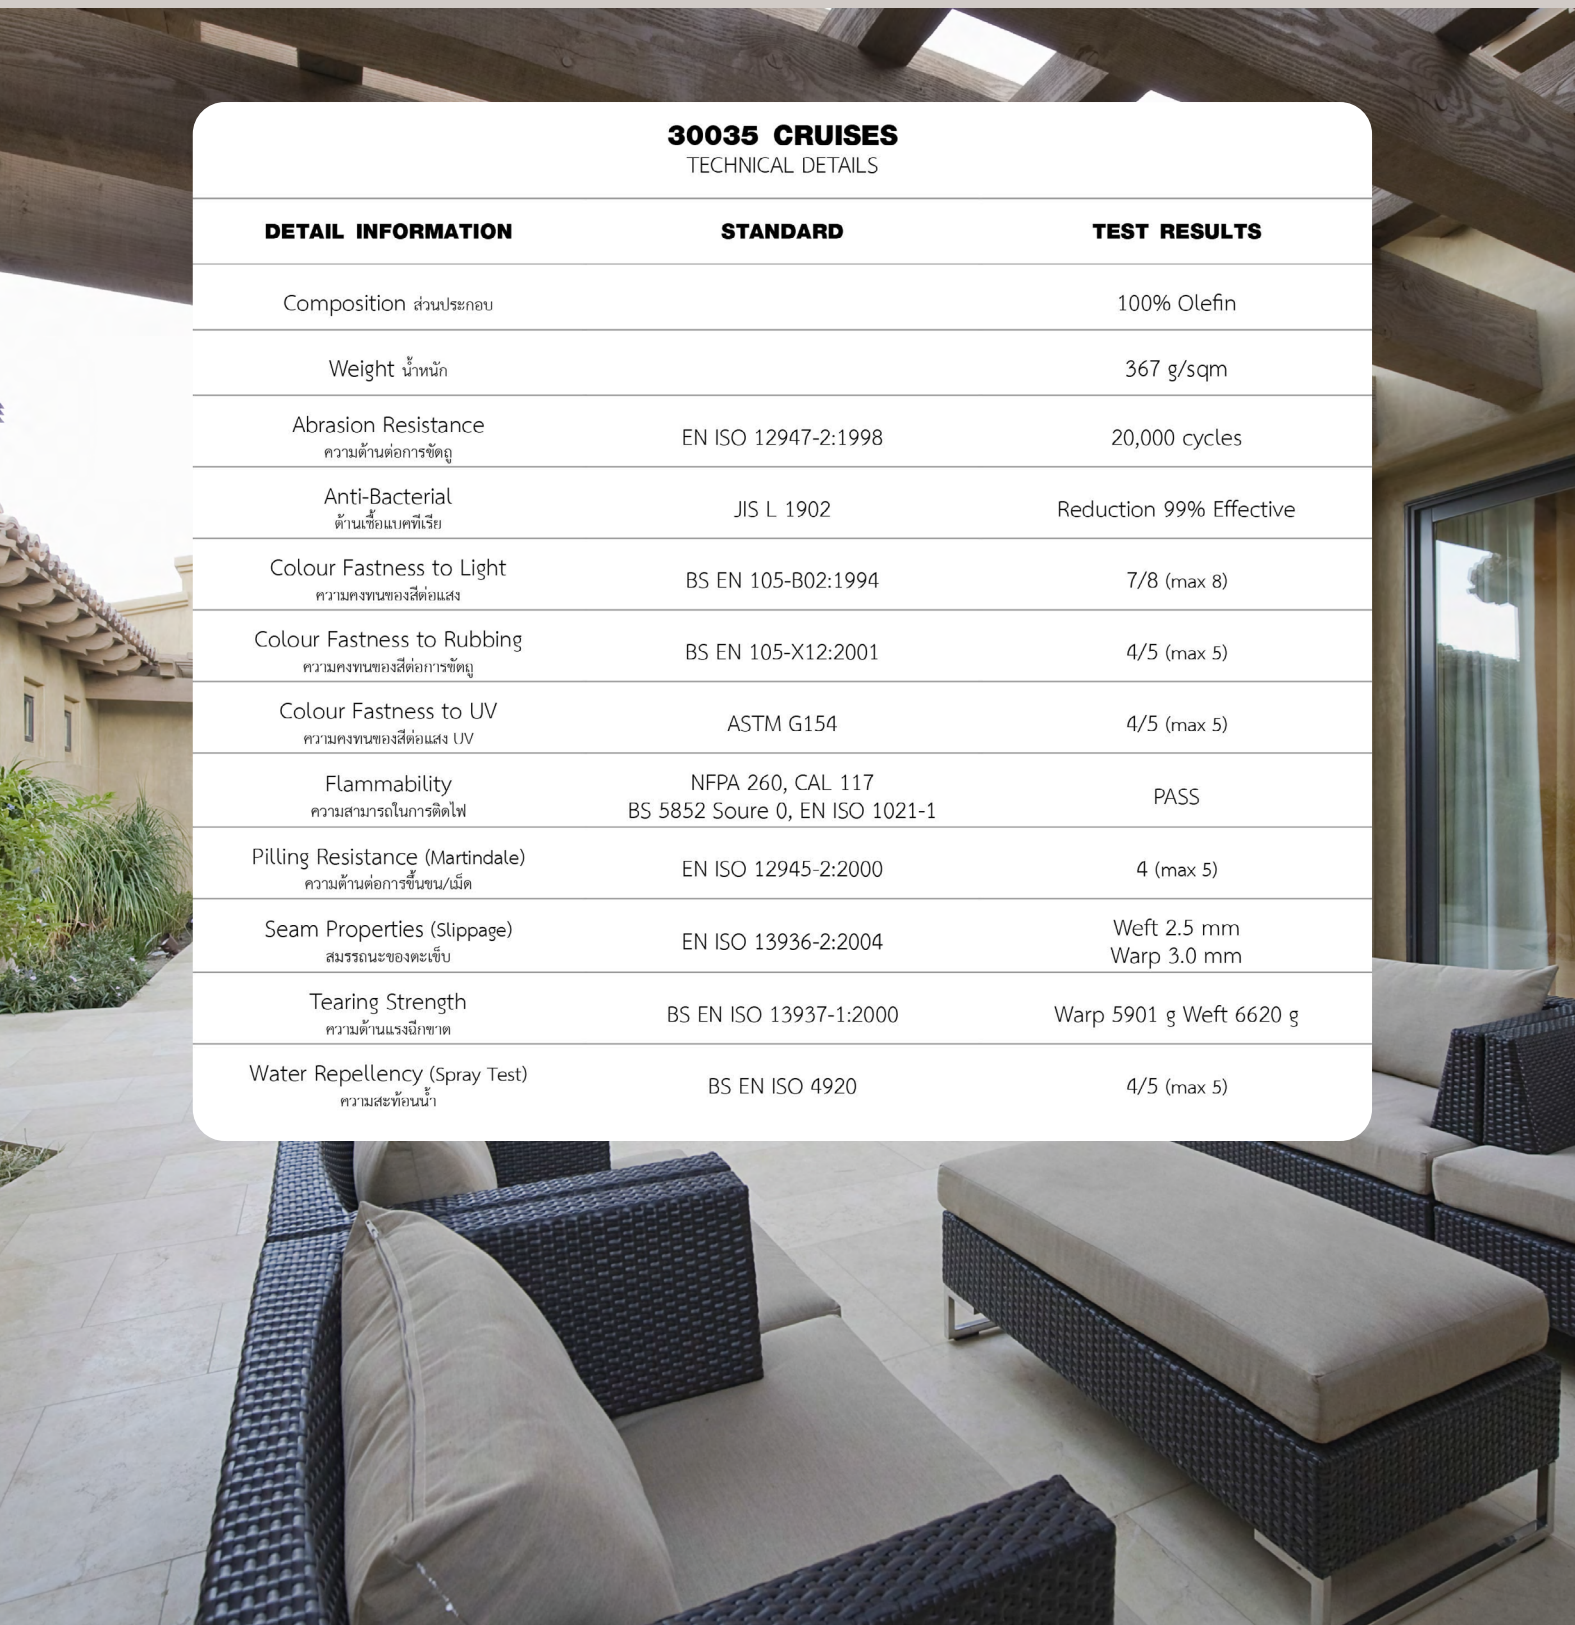 30035 CRUISES
TECHNICAL DETAILS
DETAIL INFORMATION STANDARD TEST RESULTS
Composition ส่วนประกอบ 100% Olefin
Weight น้ำหนัก 367 g/sqm
Abrasion Resistance
ความต้านต่อการขัดถู
EN ISO 12947-2:1998 20,000 cycles
Anti-Bacterial
ต้านเชื้อแบคทีเรีย
JIS L 1902 Reduction 99% Effective
Colour Fastness to Light
ความคงทนของสีต่อแสง
BS EN 105-B02:1994 7/8 (max 8)
Colour Fastness to Rubbing
ความคงทนของสีต่อการขัดถู
BS EN 105-X12:2001 4/5 (max 5)
Colour Fastness to UV
ความคงทนของสีต่อแสง UV
ASTM G154 4/5 (max 5)
Flammability
ความสามารถในการติดไฟ
NFPA 260, CAL 117
BS 5852 Soure 0, EN ISO 1021-1
PASS
Pilling Resistance (Martindale)
ความต้านต่อการขึ้นขน/เม็ด
EN ISO 12945-2:2000 4 (max 5)
Seam Properties (Slippage)
สมรรถนะของตะเข็บ
EN ISO 13936-2:2004
Weft 2.5 mm
Warp 3.0 mm
Tearing Strength
ความต้านแรงฉีกขาด
BS EN ISO 13937-1:2000 Warp 5901 g Weft 6620 g
Water Repellency (Spray Test)
ความสะท้อนน้ำ
BS EN ISO 4920 4/5 (max 5)